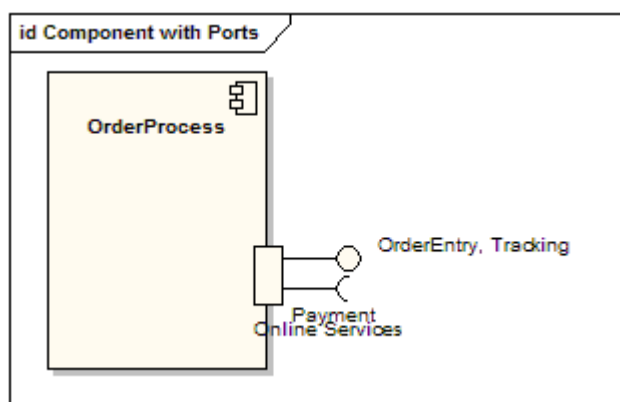 id Component with Ports
OrderProcess
OrderEntry, Tracking
Payment
Online Services